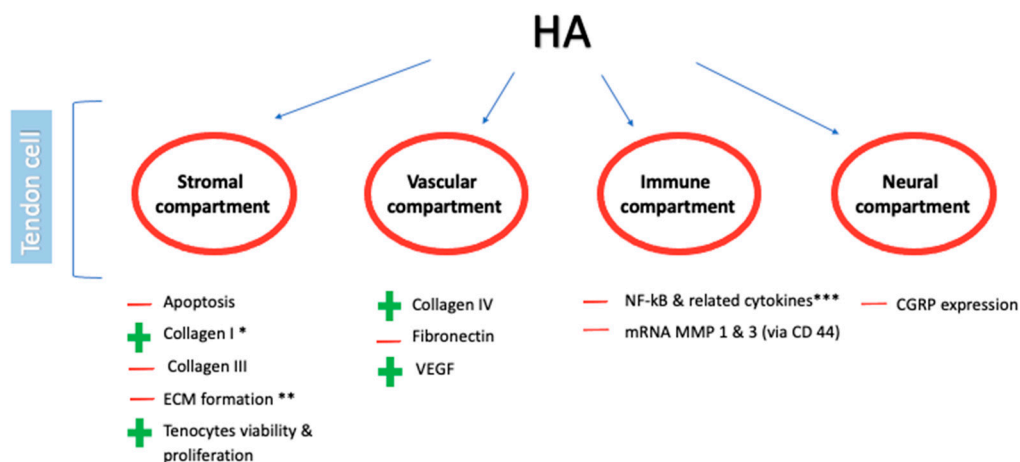 HA
Tendon cell
Stromal
compartment
Vascular
compartment
Immune
compartment
Neural
compartment
Apoptosis
Collagen I *
Collagen III
ECM formation **
Tenocytes viability &
proliferation
Collagen IV
Fibronectin
VEGF
NF-kB & related cytokines***
mRNA MMP 1 & 3 (via CD 44)
CGRP expression